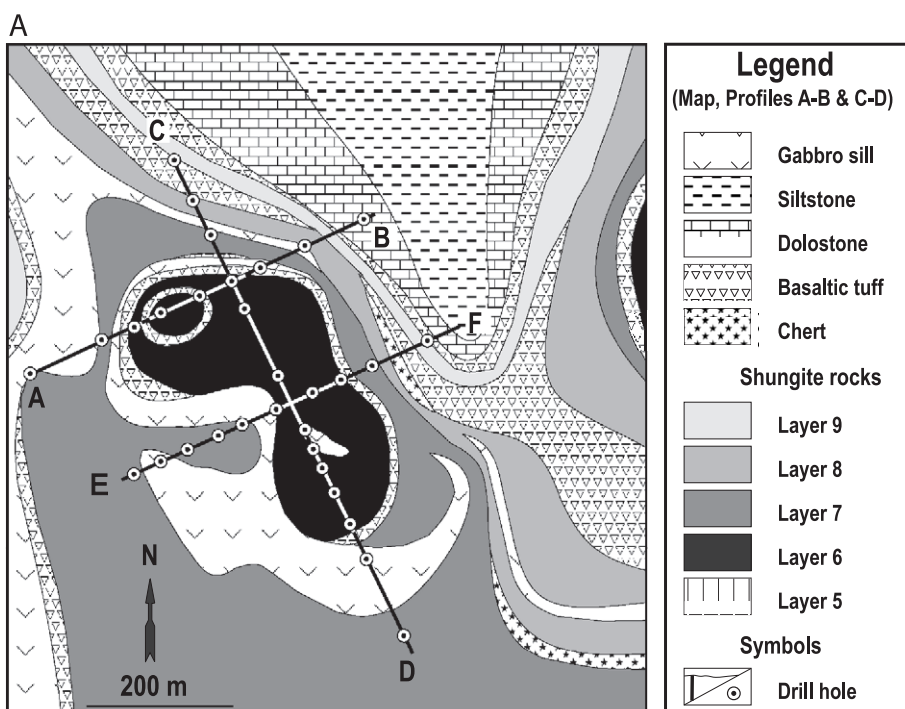 A
C
B
F
A
E
N
D
200 m
Legend
(Map, Profiles A-B & C-D)
Gabbro sill
Siltstone
Dolostone
Basaltic tuff
Chert
Shungite rocks
Layer 9
Layer 8
Layer 7
Layer 6
Layer 5
Symbols
Drill hole